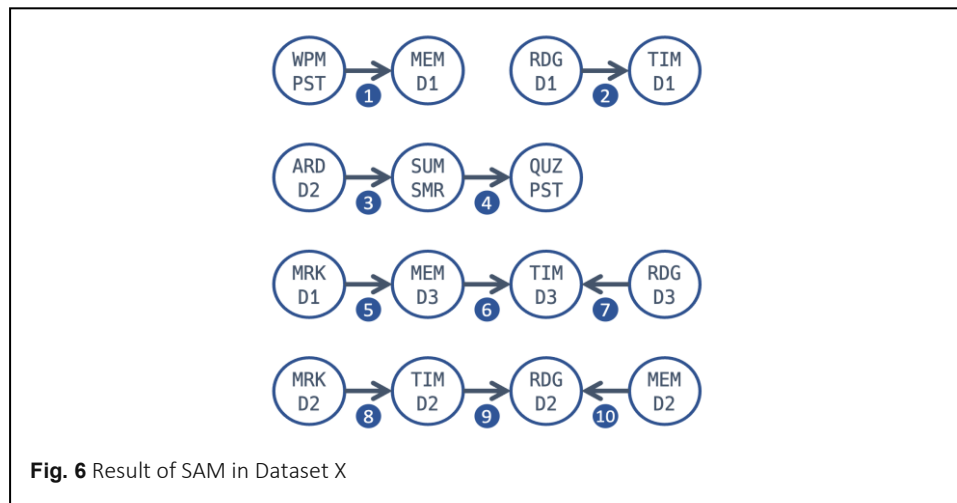 WPM MEM RDG TIM
PST D1 D1 D1
1 2
ARD SUM QUZ
D2 SMR PST
3 4
MRK MEM TIM RDG
D1 D3 D3 D3
5 6 7
MRK TIM RDG MEM
D2 D2 D2 D2
8 9 10
Fig. 6 Result of SAM in Dataset X